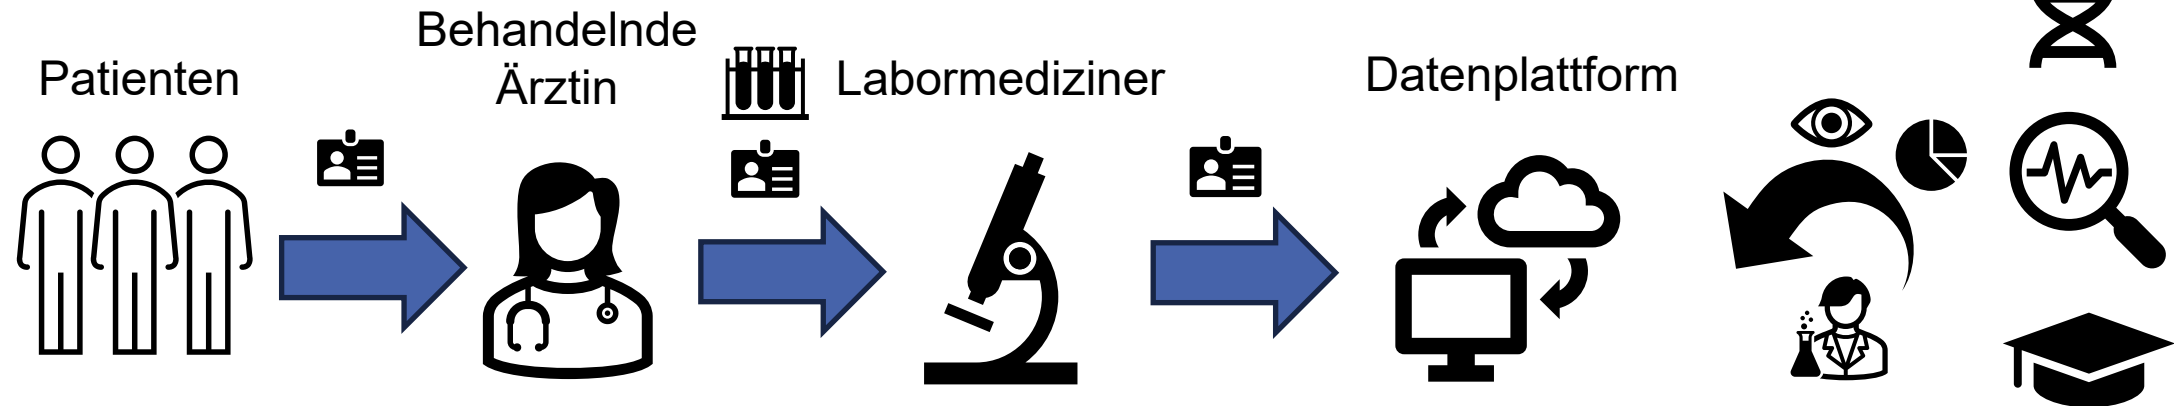 Patienten
Behandelnde
Ärztin
Labormediziner
Datenplattform